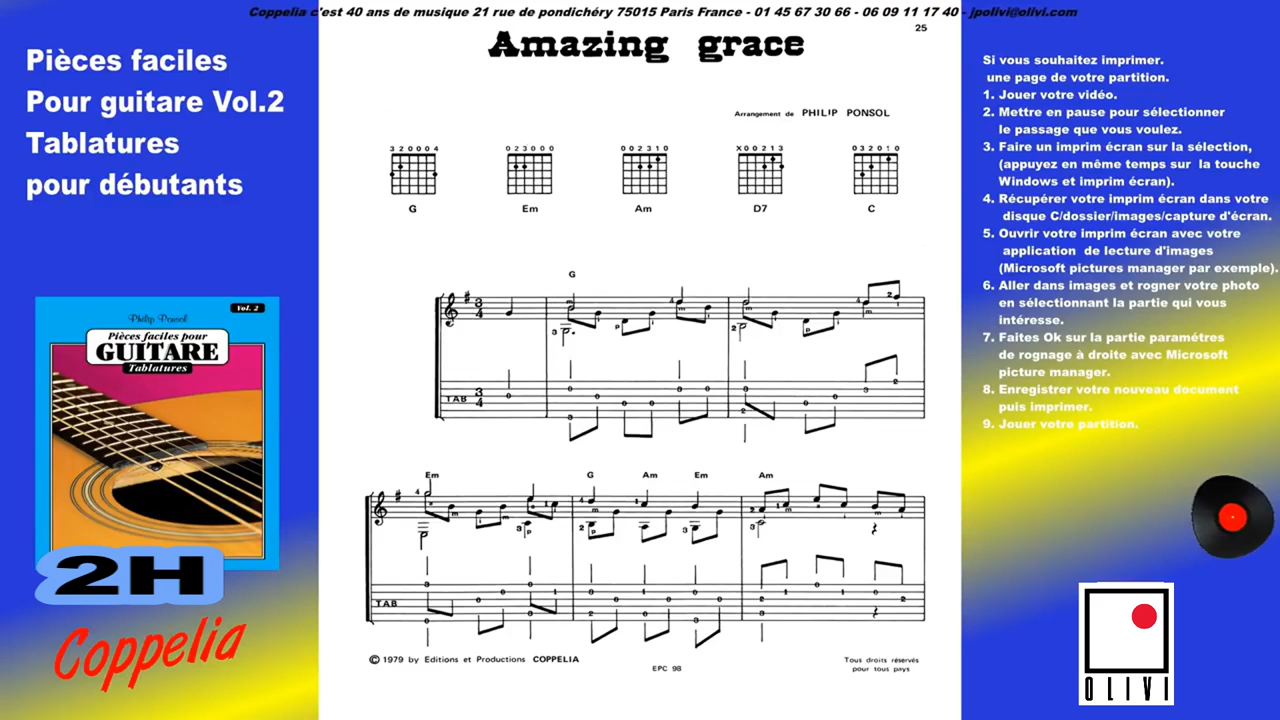 Coppelia c'est 40 ans de musique 21 rue de pondichéry 75015 Paris France - 01 45 67 30 66 - 06 09 11 17 40 - jpolivi@olivi.com
Pièces faciles
Pour guitare Vol.2
Tablatures
pour débutants
Vol. 2
Philip Ponsol
Pièces faciles pour
GUITARE
Tablatures
2H
Coppelia
25
Amazing grace
Arrangement de PHILIP PONSOL
320004 023000 002310 X00213 032010
G Em Am D7 C
G
TAB
Em G Am Em Am
TAB
© 1979 by Editions et Productions COPPELIA
EPC 98
Tous droits réservés
pour tous pays
Si vous souhaitez imprimer.
une page de votre partition.
1. Jouer votre vidéo.
2. Mettre en pause pour sélectionner
le passage que vous voulez.
3. Faire un imprim écran sur la sélection,
(appuyez en même temps sur la touche
Windows et imprim écran).
4. Récupérer votre imprim écran dans votre
disque C/dossier/images/capture d'écran.
5. Ouvrir votre imprim écran avec votre
application de lecture d'images
(Microsoft pictures manager par exemple).
6. Aller dans images et rogner votre photo
en sélectionnant la partie qui vous
intéresse.
7. Faites Ok sur la partie paramétres
de rognage à droite avec Microsoft
picture manager.
8. Enregistrer votre nouveau document
puis imprimer.
9. Jouer votre partition.
OLIVI